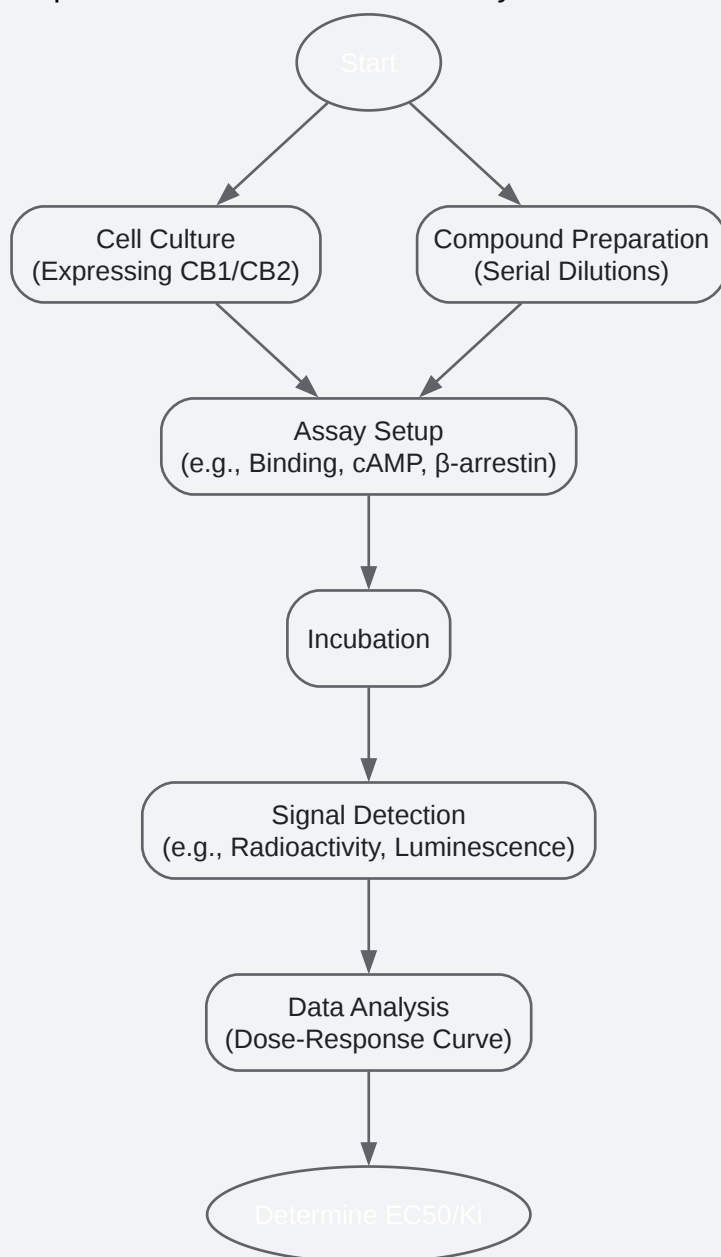 Start
Cell Culture
(Expressing CB1/CB2)
Compound Preparation
(Serial Dilutions)
Assay Setup
(e.g., Binding, cAMP, β-arrestin)
Incubation
Signal Detection
(e.g., Radioactivity, Luminescence)
Data Analysis
(Dose-Response Curve)
Determine EC50/Ki